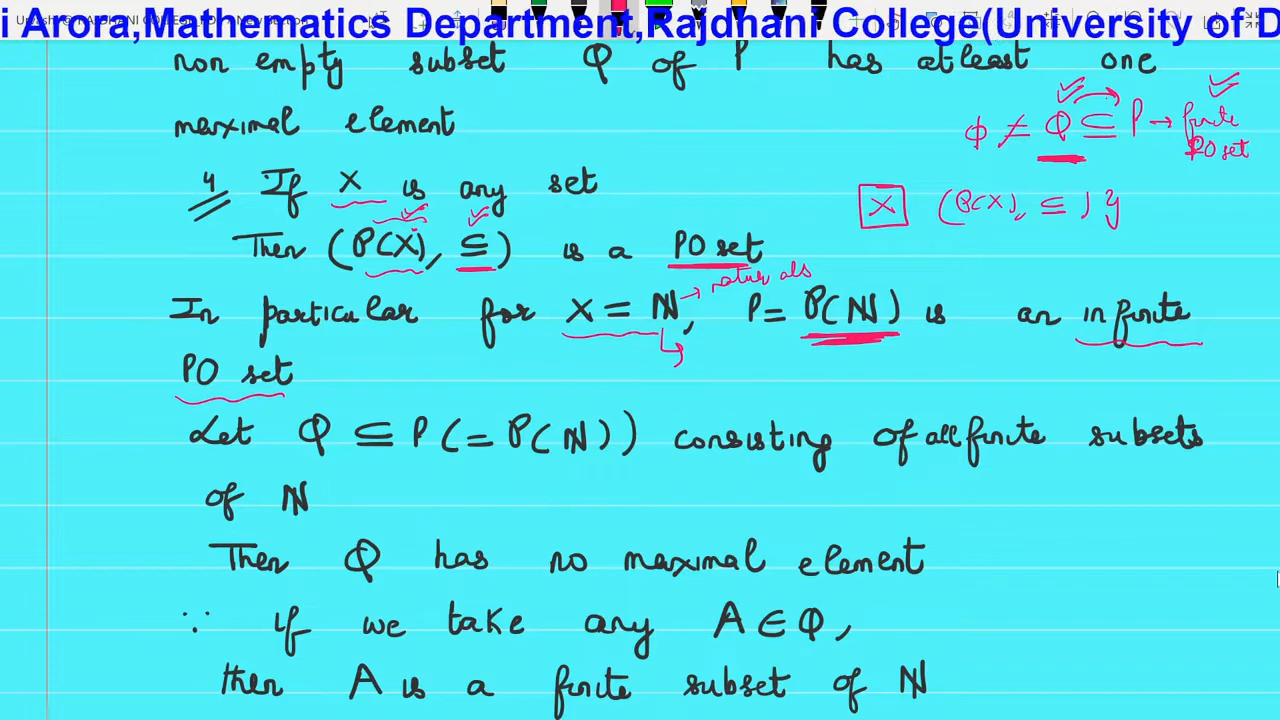 i Arora,Mathematics Department,Rajdhani College(University of D
non empty subset Q of P has atleast one
maximal element
φ ≠ Q ⊆ P → finite
PO set
4 If X is any set
X (P(X), ⊆) y
Then (P(X), ⊆) is a PO set
→ naturals
In particular for X = ℕ, P = P(ℕ) is an infinite
PO set
Let Q ⊆ P (= P(ℕ)) consisting of all finite subsets
of ℕ
Then Q has no maximal element
∵ if we take any A ∈ Q,
then A is a finite subset of ℕ